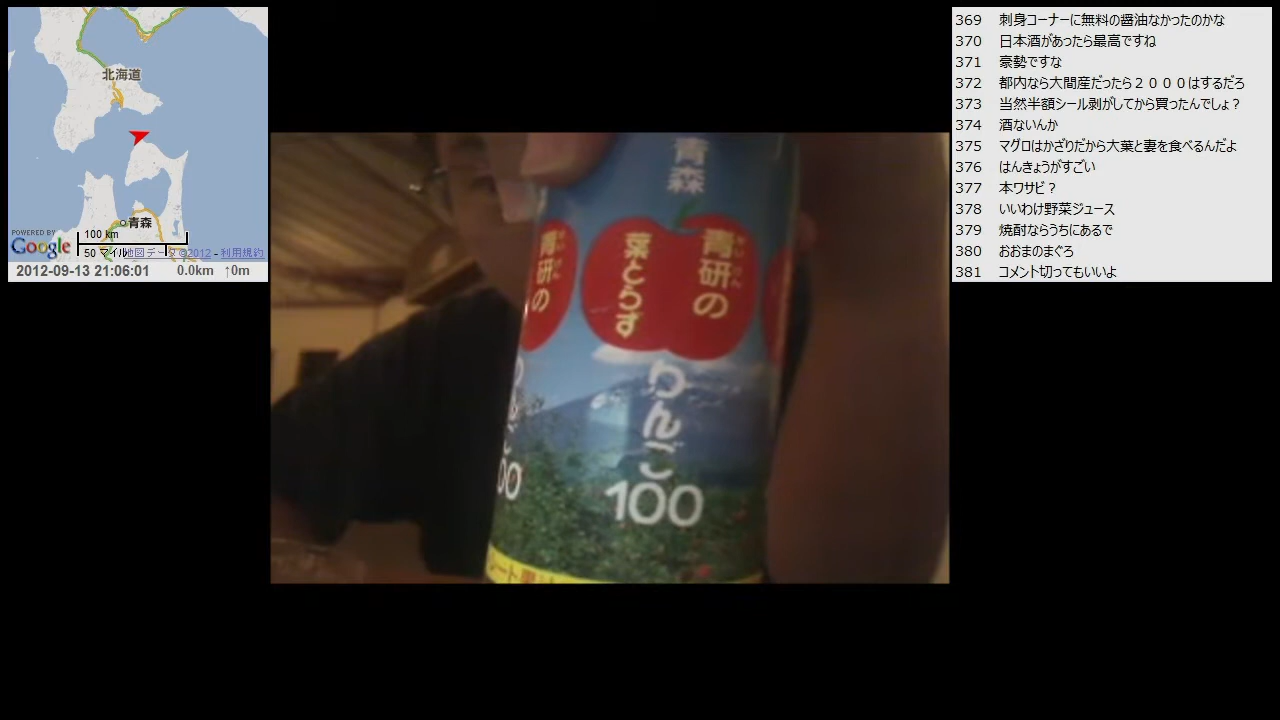 北海道
青森
POWERED BY
Google
100 km
50 マイル
地図データ ©2012 - 利用規約
2012-09-13 21:06:01 0.0km ↑0m
青森
せいけん
青研の
葉とらず
りんご
100
青研の
00
369 刺身コーナーに無料の醤油なかったのかな
370 日本酒があったら最高ですね
371 豪勢ですな
372 都内なら大間産だったら２０００はするだろ
373 当然半額シール剥がしてから買ったんでしょ？
374 酒ないんか
375 マグロはかざりだから大葉と妻を食べるんだよ
376 はんきょうがすごい
377 本ワサビ？
378 いいわけ野菜ジュース
379 焼酎ならうちにあるで
380 おおまのまぐろ
381 コメント切ってもいいよ